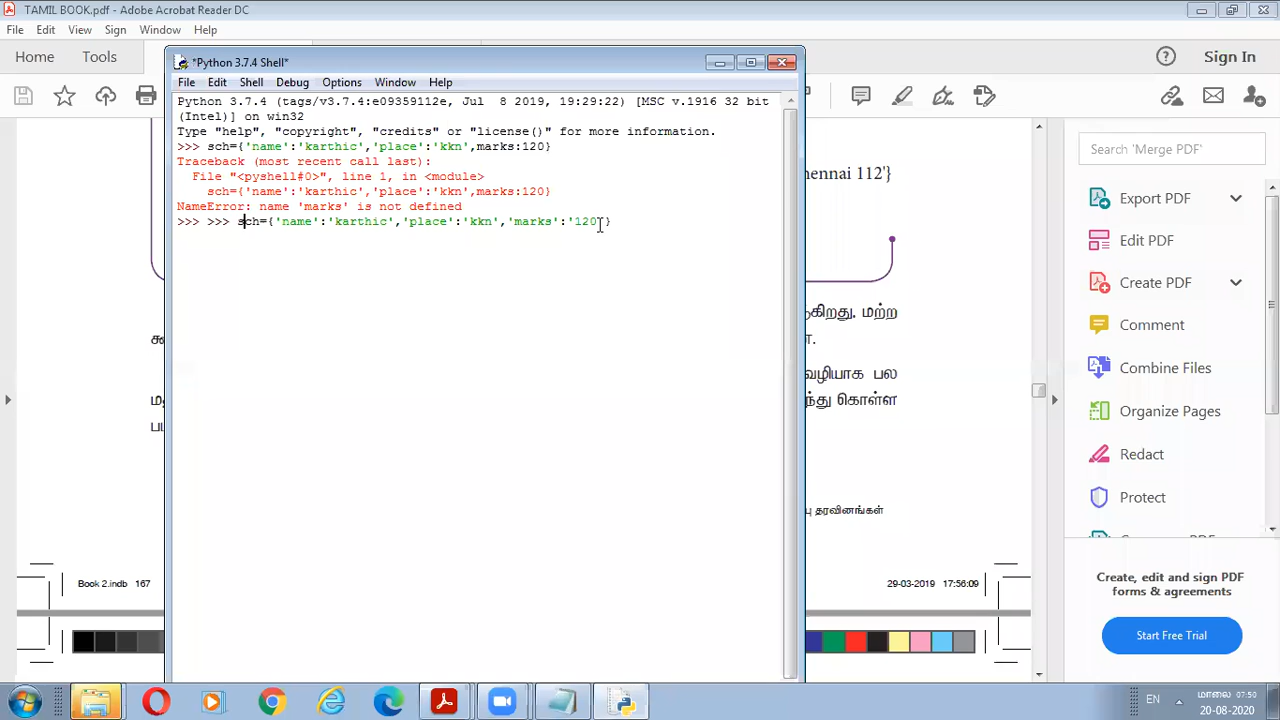 TAMIL BOOK.pdf - Adobe Acrobat Reader DC
File Edit View Sign Window Help
Home Tools
Sign In
*Python 3.7.4 Shell*
File Edit Shell Debug Options Window Help
Python 3.7.4 (tags/v3.7.4:e09359112e, Jul 8 2019, 19:29:22) [MSC v.1916 32 bit
(Intel)] on win32
Type "help", "copyright", "credits" or "license()" for more information.
>>> sch={'name':'karthic','place':'kkn',marks:120}
Traceback (most recent call last):
File "<pyshell#0>", line 1, in <module>
sch={'name':'karthic','place':'kkn',marks:120}
NameError: name 'marks' is not defined
>>> >>> sch={'name':'karthic','place':'kkn','marks':'120'}
hennai 112'}
கிறது, மற்ற
ழியாக பல
ந்து கொள்ள
பு தரவினங்கள்
Book 2.indb 167
29-03-2019 17:56:09
Search 'Merge PDF'
Export PDF
Edit PDF
Create PDF
Comment
Combine Files
Organize Pages
Redact
Protect
Create, edit and sign PDF
forms & agreements
Start Free Trial
EN
மாலை 07:50
20-08-2020